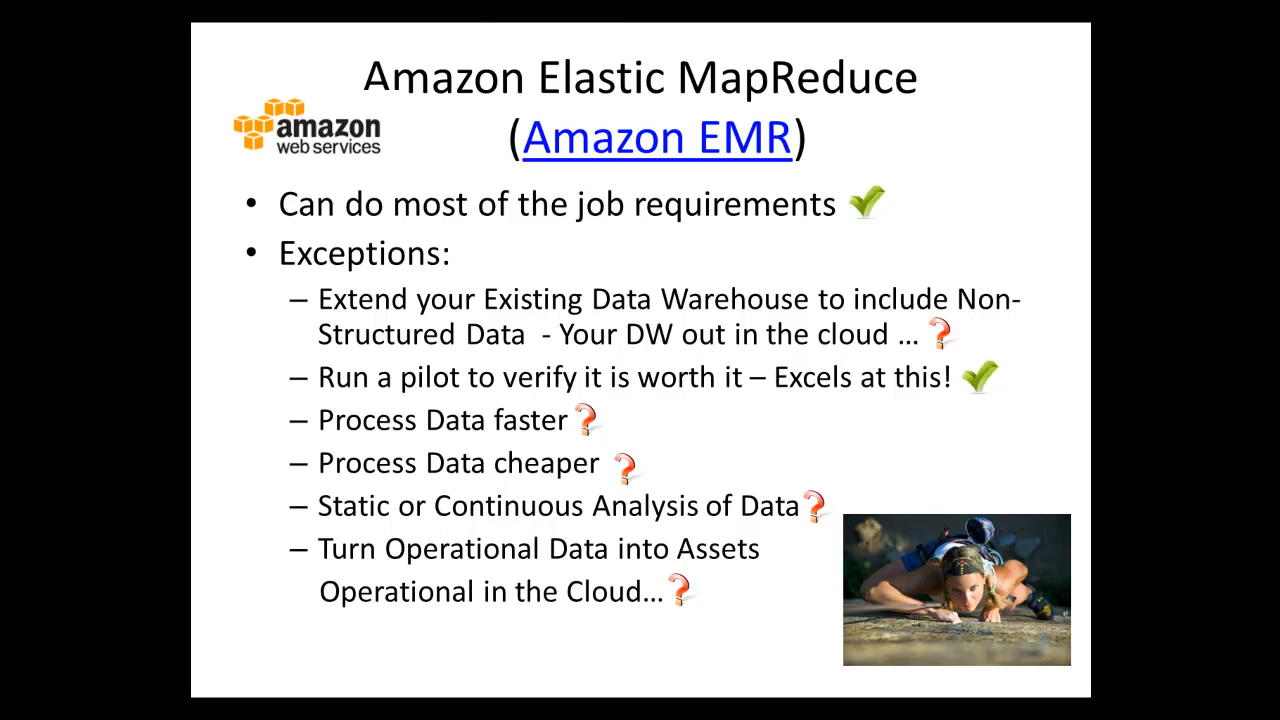 Amazon Elastic MapReduce
(Amazon EMR)
amazon
web services
• Can do most of the job requirements
• Exceptions:
– Extend your Existing Data Warehouse to include Non-
Structured Data - Your DW out in the cloud …
– Run a pilot to verify it is worth it – Excels at this!
– Process Data faster
– Process Data cheaper
– Static or Continuous Analysis of Data
– Turn Operational Data into Assets
Operational in the Cloud…